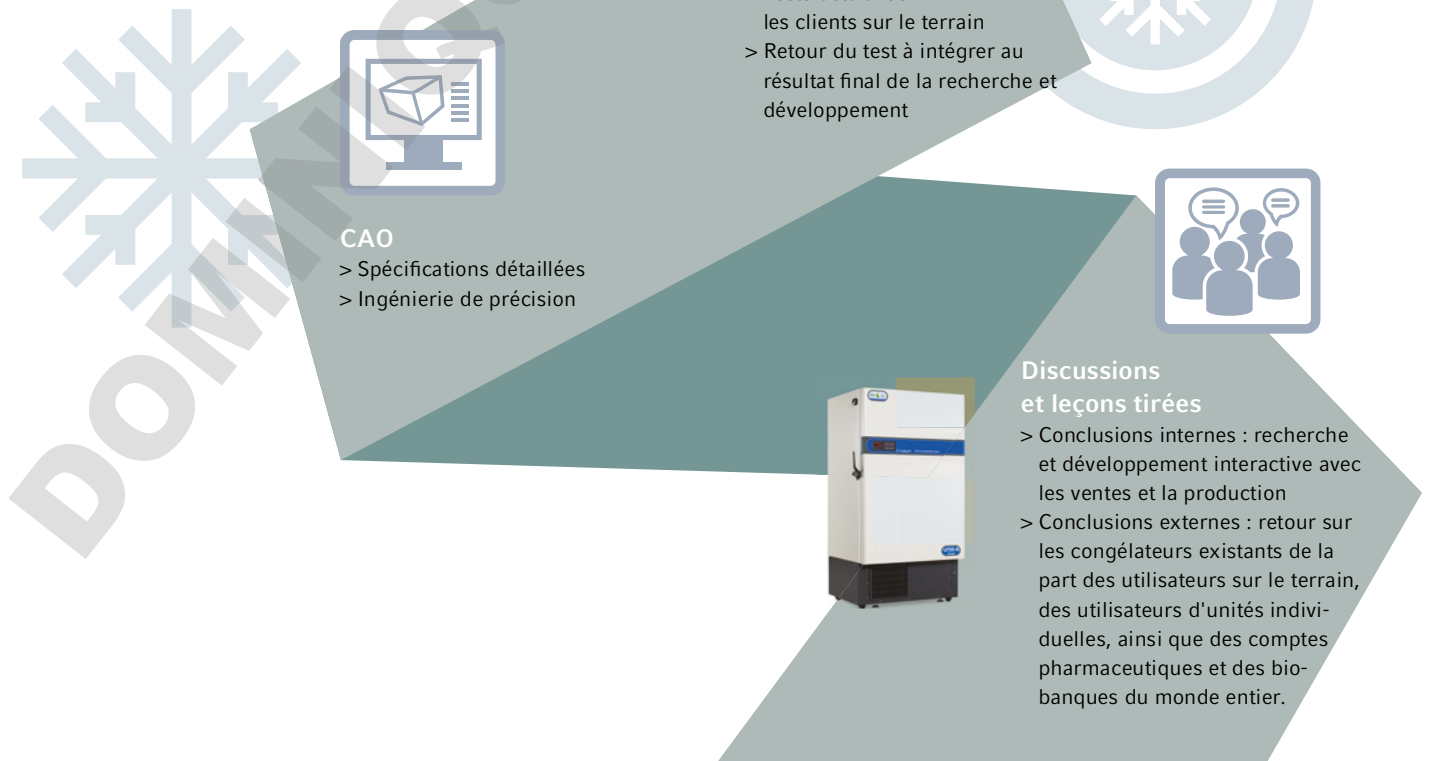 les clients sur le terrain
> Retour du test à intégrer au
résultat final de la recherche et
développement
CAO
> Spécifications détaillées
> Ingénierie de précision
Discussions
et leçons tirées
> Conclusions internes : recherche
et développement interactive avec
les ventes et la production
> Conclusions externes : retour sur
les congélateurs existants de la
part des utilisateurs sur le terrain,
des utilisateurs d'unités indivi-
duelles, ainsi que des comptes
pharmaceutiques et des bio-
banques du monde entier.
DOMINIQ